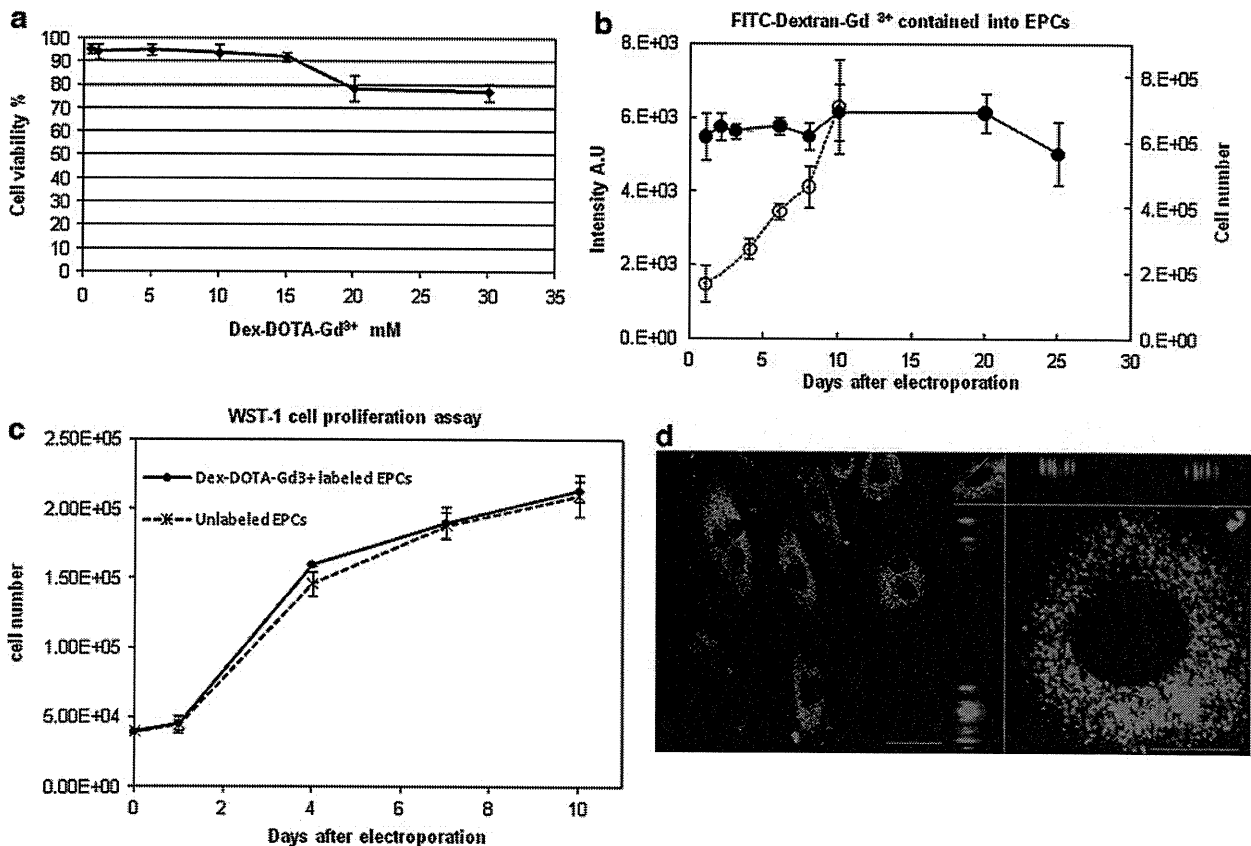 a
Cell viability %
100
90
80
70
60
50
40
30
20
10
0
0 5 10 15 20 25 30 35
Dex-DOTA-Gd³⁺ mM
b
FITC-Dextran-Gd ³⁺ contained into EPCs
Intensity A.U
8.E+03
6.E+03
4.E+03
2.E+03
0.E+00
8.E+05
6.E+05
4.E+05
2.E+05
0.E+00
Cell number
0 5 10 15 20 25 30
Days after electroporation
c
WST-1 cell proliferation assay
cell number
2.50E+05
2.00E+05
1.50E+05
1.00E+05
5.00E+04
0.00E+00
Dex-DOTA-Gd3+ labeled EPCs
Unlabeled EPCs
0 2 4 6 8 10
Days after electroporation
d